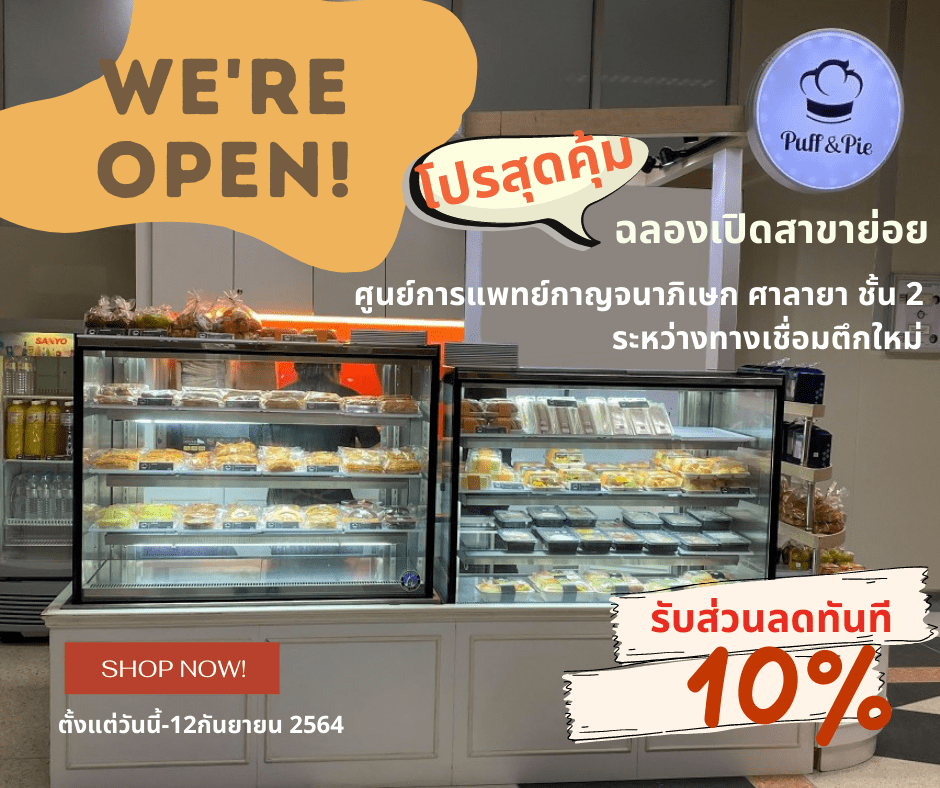 WE'RE
OPEN!
Puff & Pie
โปรสุดคุ้ม
ฉลองเปิดสาขาย่อย
ศูนย์การแพทย์กาญจนาภิเษก ศาลายา ชั้น 2
ระหว่างทางเชื่อมตึกใหม่
SANYO
รับส่วนลดทันที
10%
SHOP NOW!
ตั้งแต่วันนี้-12กันยายน 2564